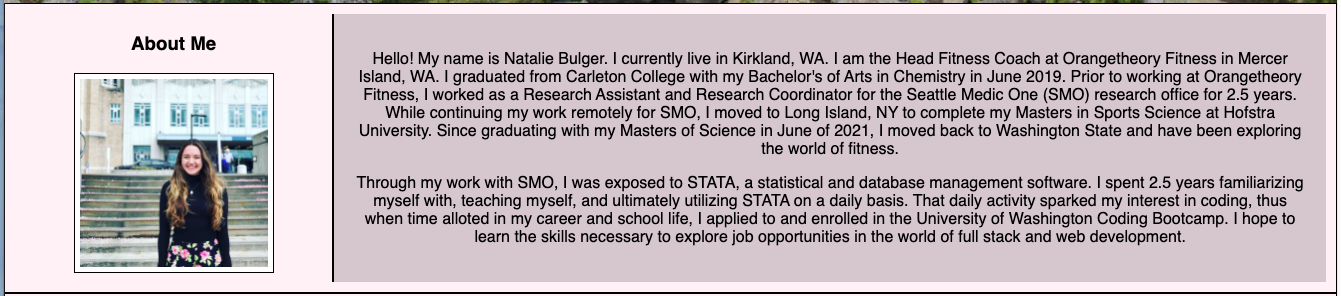 About Me
Hello! My name is Natalie Bulger. I currently live in Kirkland, WA. I am the Head Fitness Coach at Orangetheory Fitness in Mercer
Island, WA. I graduated from Carleton College with my Bachelor's of Arts in Chemistry in June 2019. Prior to working at Orangetheory
Fitness, I worked as a Research Assistant and Research Coordinator for the Seattle Medic One (SMO) research office for 2.5 years.
While continuing my work remotely for SMO, I moved to Long Island, NY to complete my Masters in Sports Science at Hofstra
University. Since graduating with my Masters of Science in June of 2021, I moved back to Washington State and have been exploring
the world of fitness.
Through my work with SMO, I was exposed to STATA, a statistical and database management software. I spent 2.5 years familiarizing
myself with, teaching myself, and ultimately utilizing STATA on a daily basis. That daily activity sparked my interest in coding, thus
when time alloted in my career and school life, I applied to and enrolled in the University of Washington Coding Bootcamp. I hope to
learn the skills necessary to explore job opportunities in the world of full stack and web development.